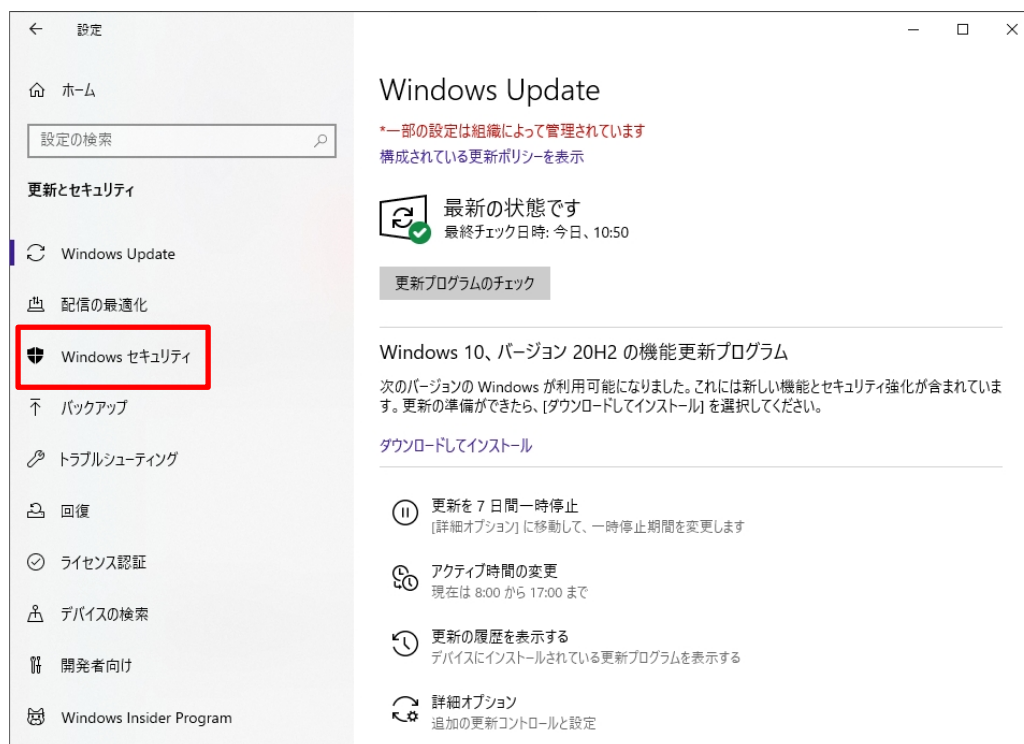 設定
ホーム
設定の検索
更新とセキュリティ
Windows Update
配信の最適化
Windows セキュリティ
バックアップ
トラブルシューティング
回復
ライセンス認証
デバイスの検索
開発者向け
Windows Insider Program
Windows Update
*一部の設定は組織によって管理されています
構成されている更新ポリシーを表示
最新の状態です
最終チェック日時: 今日、10:50
更新プログラムのチェック
Windows 10、バージョン 20H2 の機能更新プログラム
次のバージョンの Windows が利用可能になりました。これには新しい機能とセキュリティ強化が含まれていま
す。更新の準備ができたら、[ダウンロードしてインストール] を選択してください。
ダウンロードしてインストール
更新を 7 日間一時停止
[詳細オプション] に移動して、一時停止期間を変更します
アクティブ時間の変更
現在は 8:00 から 17:00 まで
更新の履歴を表示する
デバイスにインストールされている更新プログラムを表示する
詳細オプション
追加の更新コントロールと設定